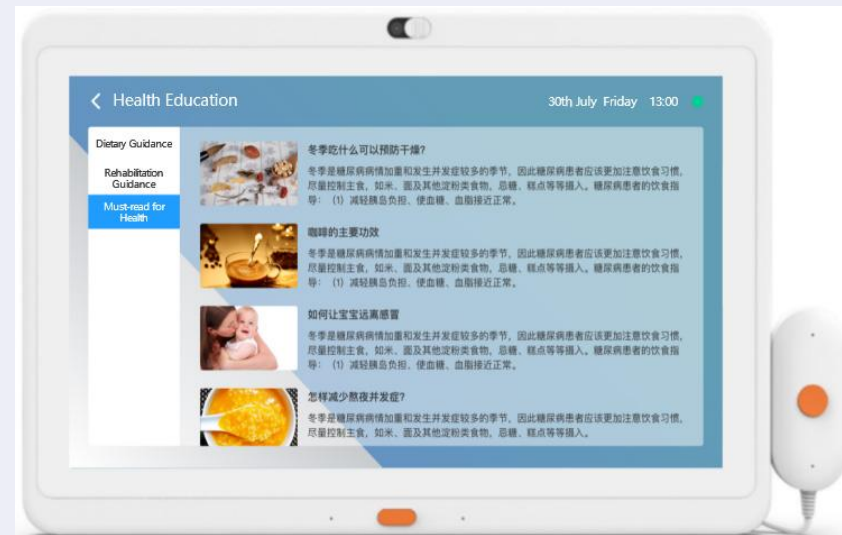 Health Education
30th July Friday 13:00
Dietary Guidance
Rehabilitation
Guidance
Must-read for
Health
冬季吃什么可以预防干燥?
冬季是糖尿病病情加重和发生并发症较多的季节，因此糖尿病患者应该更加注意饮食习惯，
尽量控制主食，如米、面及其他淀粉类食物，忌糖、糕点等等摄入。糖尿病患者的饮食指
导：（1）减轻胰岛负担、使血糖、血脂接近正常。
咖啡的主要功效
冬季是糖尿病病情加重和发生并发症较多的季节，因此糖尿病患者应该更加注意饮食习惯，
尽量控制主食，如米、面及其他淀粉类食物，忌糖、糕点等等摄入。糖尿病患者的饮食指
导：（1）减轻胰岛负担、使血糖、血脂接近正常。
如何让宝宝远离感冒
冬季是糖尿病病情加重和发生并发症较多的季节，因此糖尿病患者应该更加注意饮食习惯，
尽量控制主食，如米、面及其他淀粉类食物，忌糖、糕点等等摄入。糖尿病患者的饮食指
导：（1）减轻胰岛负担、使血糖、血脂接近正常。
怎样减少熬夜并发症?
冬季是糖尿病病情加重和发生并发症较多的季节，因此糖尿病患者应该更加注意饮食习惯，
尽量控制主食，如米、面及其他淀粉类食物，忌糖、糕点等等摄入。